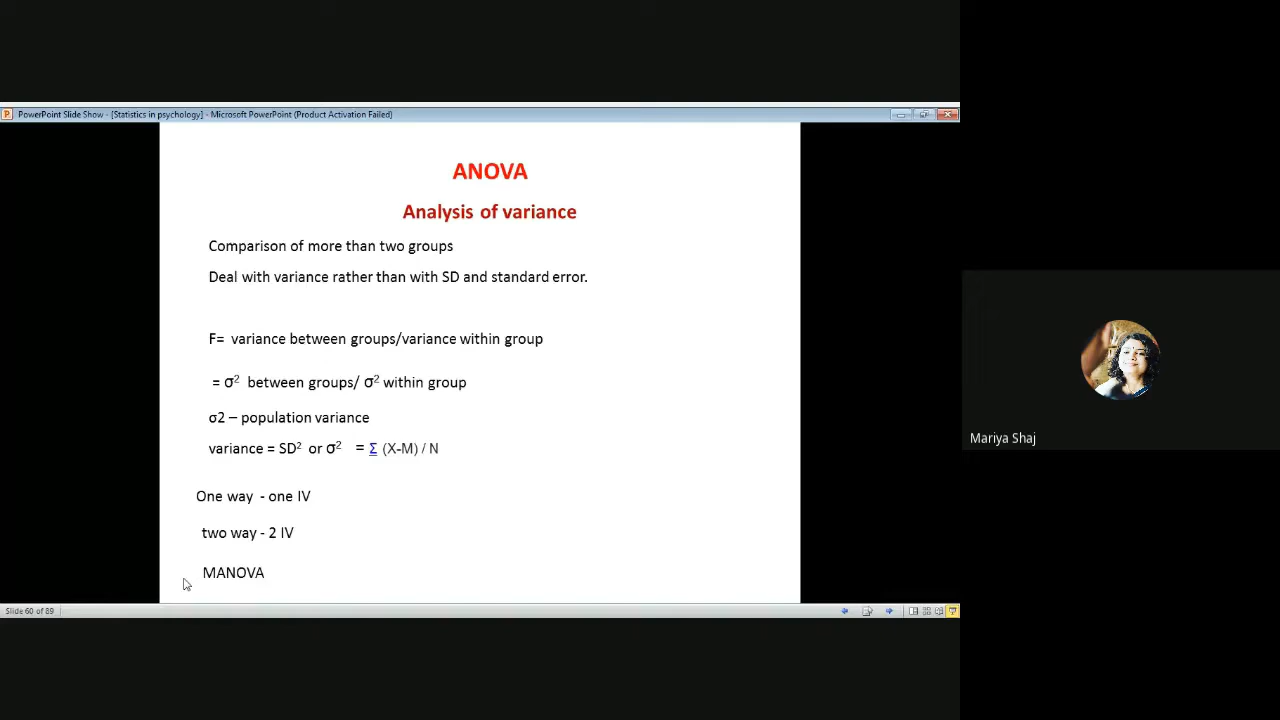 PowerPoint Slide Show - [Statistics in psychology] - Microsoft PowerPoint (Product Activation Failed)
ANOVA
Analysis of variance
Comparison of more than two groups
Deal with variance rather than with SD and standard error.
F= variance between groups/variance within group
= σ² between groups/ σ² within group
σ2 – population variance
variance = SD² or σ² = Σ (X-M) / N
One way - one IV
two way - 2 IV
MANOVA
Slide 60 of 89
Mariya Shaj